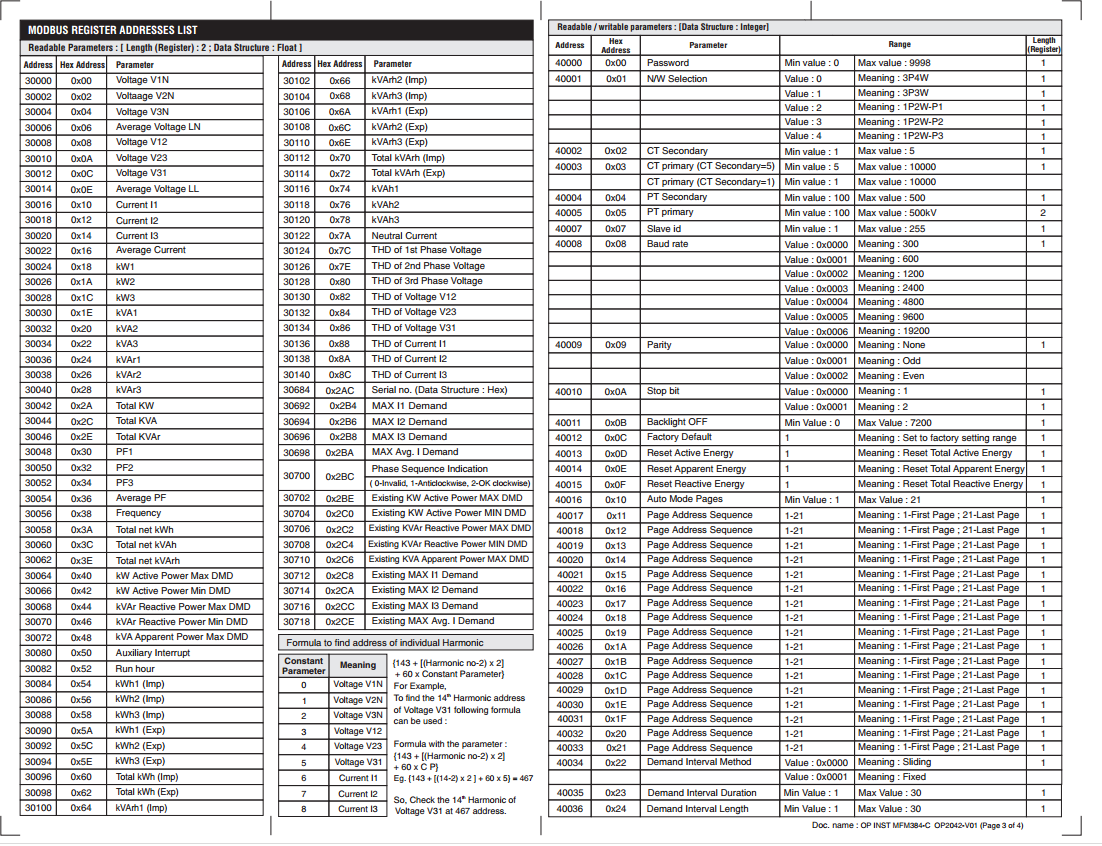 MODBUS REGISTER ADDRESSES LIST
Readable Parameters : [ Length (Register) : 2 ; Data Structure : Float ]
Address Hex Address Parameter
30000 0x00 Voltage V1N
30002 0x02 Voltaage V2N
30004 0x04 Voltage V3N
30006 0x06 Average Voltage LN
30008 0x08 Voltage V12
30010 0x0A Voltage V23
30012 0x0C Voltage V31
30014 0x0E Average Voltage LL
30016 0x10 Current I1
30018 0x12 Current I2
30020 0x14 Current I3
30022 0x16 Average Current
30024 0x18 kW1
30026 0x1A kW2
30028 0x1C kW3
30030 0x1E kVA1
30032 0x20 kVA2
30034 0x22 kVA3
30036 0x24 kVAr1
30038 0x26 kVAr2
30040 0x28 kVAr3
30042 0x2A Total KW
30044 0x2C Total KVA
30046 0x2E Total KVAr
30048 0x30 PF1
30050 0x32 PF2
30052 0x34 PF3
30054 0x36 Average PF
30056 0x38 Frequency
30058 0x3A Total net kWh
30060 0x3C Total net kVAh
30062 0x3E Total net kVArh
30064 0x40 kW Active Power Max DMD
30066 0x42 kW Active Power Min DMD
30068 0x44 kVAr Reactive Power Max DMD
30070 0x46 kVAr Reactive Power Min DMD
30072 0x48 kVA Apparent Power Max DMD
30080 0x50 Auxiliary Interrupt
30082 0x52 Run hour
30084 0x54 kWh1 (Imp)
30086 0x56 kWh2 (Imp)
30088 0x58 kWh3 (Imp)
30090 0x5A kWh1 (Exp)
30092 0x5C kWh2 (Exp)
30094 0x5E kWh3 (Exp)
30096 0x60 Total kWh (Imp)
30098 0x62 Total kWh (Exp)
30100 0x64 kVArh1 (Imp)
Address Hex Address Parameter
30102 0x66 kVArh2 (Imp)
30104 0x68 kVArh3 (Imp)
30106 0x6A kVArh1 (Exp)
30108 0x6C kVArh2 (Exp)
30110 0x6E kVArh3 (Exp)
30112 0x70 Total kVArh (Imp)
30114 0x72 Total kVArh (Exp)
30116 0x74 kVAh1
30118 0x76 kVAh2
30120 0x78 kVAh3
30122 0x7A Neutral Current
30124 0x7C THD of 1st Phase Voltage
30126 0x7E THD of 2nd Phase Voltage
30128 0x80 THD of 3rd Phase Voltage
30130 0x82 THD of Voltage V12
30132 0x84 THD of Voltage V23
30134 0x86 THD of Voltage V31
30136 0x88 THD of Current I1
30138 0x8A THD of Current I2
30140 0x8C THD of Current I3
30684 0x2AC Serial no. (Data Structure : Hex)
30692 0x2B4 MAX I1 Demand
30694 0x2B6 MAX I2 Demand
30696 0x2B8 MAX I3 Demand
30698 0x2BA MAX Avg. I Demand
30700 0x2BC Phase Sequence Indication
( 0-Invalid, 1-Anticlockwise, 2-OK clockwise)
30702 0x2BE Existing KW Active Power MAX DMD
30704 0x2C0 Existing KW Active Power MIN DMD
30706 0x2C2 Existing KVAr Reactive Power MAX DMD
30708 0x2C4 Existing KVAr Reactive Power MIN DMD
30710 0x2C6 Existing KVA Apparent Power MAX DMD
30712 0x2C8 Existing MAX I1 Demand
30714 0x2CA Existing MAX I2 Demand
30716 0x2CC Existing MAX I3 Demand
30718 0x2CE Existing MAX Avg. I Demand
Formula to find address of individual Harmonic
Constant Parameter Meaning
0 Voltage V1N
1 Voltage V2N
2 Voltage V3N
3 Voltage V12
4 Voltage V23
5 Voltage V31
6 Current I1
7 Current I2
8 Current I3
{143 + [(Harmonic no-2) x 2]
+ 60 x Constant Parameter}
For Example,
To find the 14th Harmonic address
of Voltage V31 following formula
can be used :
Formula with the parameter :
{143 + [(Harmonic no-2) x 2]
+ 60 x C P}
Eg. {143 + [(14-2) x 2 ] + 60 x 5} = 467
So, Check the 14th Harmonic of
Voltage V31 at 467 address.
Readable / writable parameters : [Data Structure : Integer]
Address Hex Address Parameter Range Length (Register)
40000 0x00 Password Min value : 0 Max value : 9998 1
40001 0x01 N/W Selection Value : 0 Meaning : 3P4W 1
Value : 1 Meaning : 3P3W 1
Value : 2 Meaning : 1P2W-P1 1
Value : 3 Meaning : 1P2W-P2 1
Value : 4 Meaning : 1P2W-P3 1
40002 0x02 CT Secondary Min value : 1 Max value : 5 1
40003 0x03 CT primary (CT Secondary=5) Min value : 5 Max value : 10000 1
CT primary (CT Secondary=1) Min value : 1 Max value : 10000
40004 0x04 PT Secondary Min value : 100 Max value : 500 1
40005 0x05 PT primary Min value : 100 Max value : 500kV 2
40007 0x07 Slave id Min value : 1 Max value : 255 1
40008 0x08 Baud rate Value : 0x0000 Meaning : 300 1
Value : 0x0001 Meaning : 600
Value : 0x0002 Meaning : 1200
Value : 0x0003 Meaning : 2400
Value : 0x0004 Meaning : 4800
Value : 0x0005 Meaning : 9600
Value : 0x0006 Meaning : 19200
40009 0x09 Parity Value : 0x0000 Meaning : None 1
Value : 0x0001 Meaning : Odd
Value : 0x0002 Meaning : Even
40010 0x0A Stop bit Value : 0x0000 Meaning : 1 1
Value : 0x0001 Meaning : 2 1
40011 0x0B Backlight OFF Min Value : 0 Max Value : 7200 1
40012 0x0C Factory Default 1 Meaning : Set to factory setting range 1
40013 0x0D Reset Active Energy 1 Meaning : Reset Total Active Energy 1
40014 0x0E Reset Apparent Energy 1 Meaning : Reset Total Apparent Energy 1
40015 0x0F Reset Reactive Energy 1 Meaning : Reset Total Reactive Energy 1
40016 0x10 Auto Mode Pages Min Value : 1 Max Value : 21 1
40017 0x11 Page Address Sequence 1-21 Meaning : 1-First Page ; 21-Last Page 1
40018 0x12 Page Address Sequence 1-21 Meaning : 1-First Page ; 21-Last Page 1
40019 0x13 Page Address Sequence 1-21 Meaning : 1-First Page ; 21-Last Page 1
40020 0x14 Page Address Sequence 1-21 Meaning : 1-First Page ; 21-Last Page 1
40021 0x15 Page Address Sequence 1-21 Meaning : 1-First Page ; 21-Last Page 1
40022 0x16 Page Address Sequence 1-21 Meaning : 1-First Page ; 21-Last Page 1
40023 0x17 Page Address Sequence 1-21 Meaning : 1-First Page ; 21-Last Page 1
40024 0x18 Page Address Sequence 1-21 Meaning : 1-First Page ; 21-Last Page 1
40025 0x19 Page Address Sequence 1-21 Meaning : 1-First Page ; 21-Last Page 1
40026 0x1A Page Address Sequence 1-21 Meaning : 1-First Page ; 21-Last Page 1
40027 0x1B Page Address Sequence 1-21 Meaning : 1-First Page ; 21-Last Page 1
40028 0x1C Page Address Sequence 1-21 Meaning : 1-First Page ; 21-Last Page 1
40029 0x1D Page Address Sequence 1-21 Meaning : 1-First Page ; 21-Last Page 1
40030 0x1E Page Address Sequence 1-21 Meaning : 1-First Page ; 21-Last Page 1
40031 0x1F Page Address Sequence 1-21 Meaning : 1-First Page ; 21-Last Page 1
40032 0x20 Page Address Sequence 1-21 Meaning : 1-First Page ; 21-Last Page 1
40033 0x21 Page Address Sequence 1-21 Meaning : 1-First Page ; 21-Last Page 1
40034 0x22 Demand Interval Method Value : 0x0000 Meaning : Sliding 1
Value : 0x0001 Meaning : Fixed
40035 0x23 Demand Interval Duration Min Value : 1 Max Value : 30 1
40036 0x24 Demand Interval Length Min Value : 1 Max Value : 30 1
Doc. name : OP INST MFM384-C OP2042-V01 (Page 3 of 4)